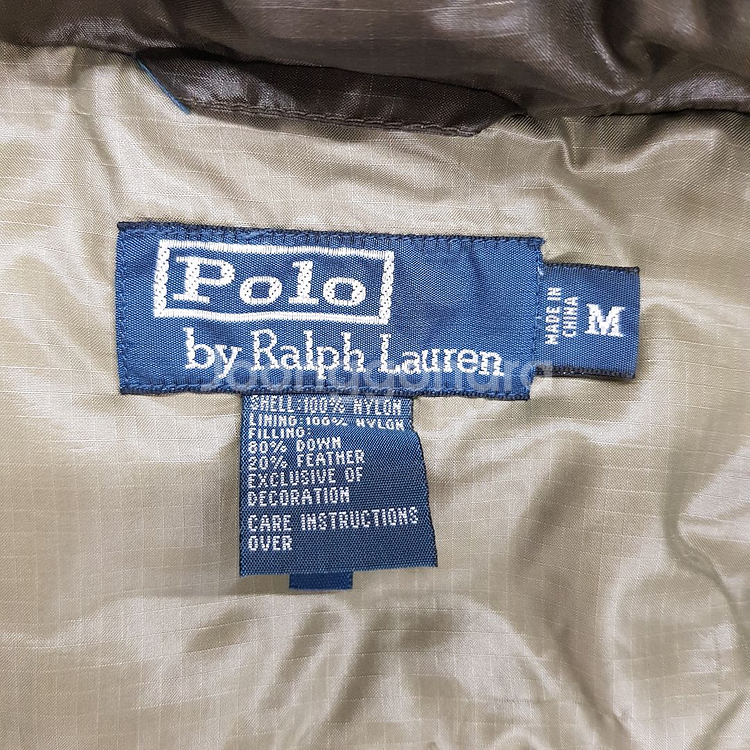 Polo
by Ralph Lauren
MADE IN
CHINA
M
SHELL:100% NYLON
LINING:100% NYLON
FILLING:
80% DOWN
20% FEATHER
EXCLUSIVE OF
DECORATION
CARE INSTRUCTIONS
OVER